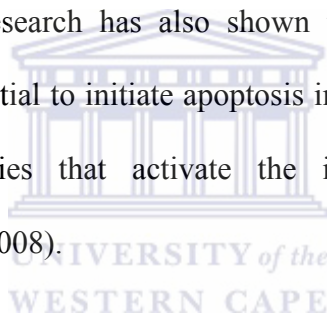 search has also shown
tial to initiate apoptosis in
ies that activate the i
008).
UNIVERSITY of the
WESTERN CAPE